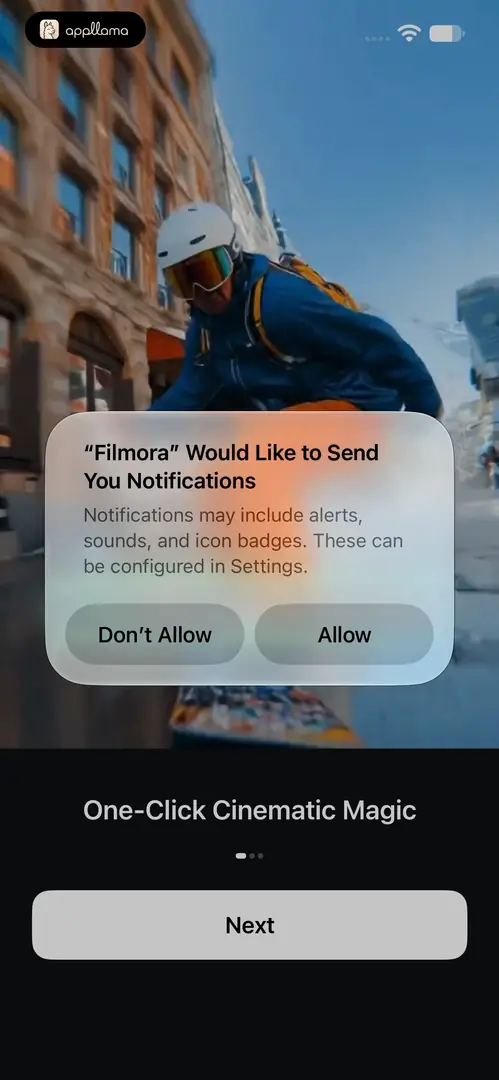 appllama
“Filmora” Would Like to Send
You Notifications
Notifications may include alerts,
sounds, and icon badges. These can
be configured in Settings.
Don’t Allow
Allow
One-Click Cinematic Magic
Next